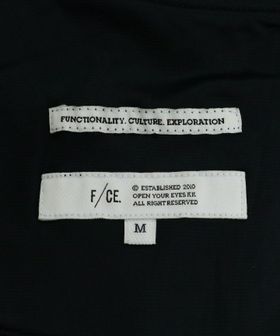 FUNCTIONALITY. CULTURE. EXPLORATION
F/CE.
© ESTABLISHED 2010
OPEN YOUR EYES K.K.
ALL RIGHT RESERVED
M